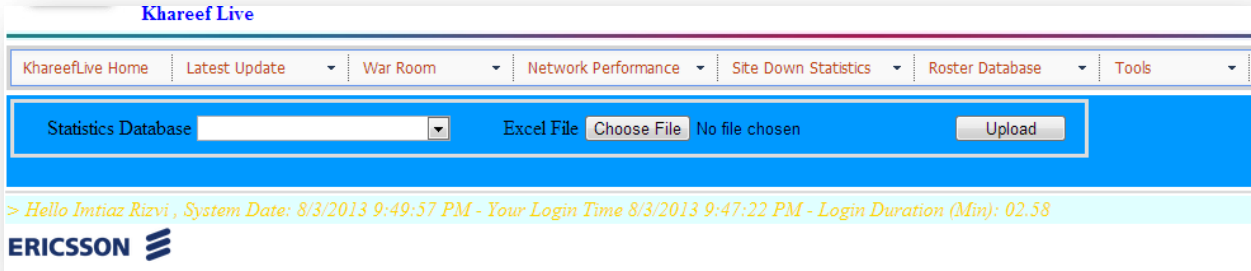 Khareef Live
KhareefLive Home Latest Update War Room Network Performance Site Down Statistics Roster Database Tools
Statistics Database Excel File Choose File No file chosen Upload
> Hello Imtiaz Rizvi , System Date: 8/3/2013 9:49:57 PM - Your Login Time 8/3/2013 9:47:22 PM - Login Duration (Min): 02.58
ERICSSON